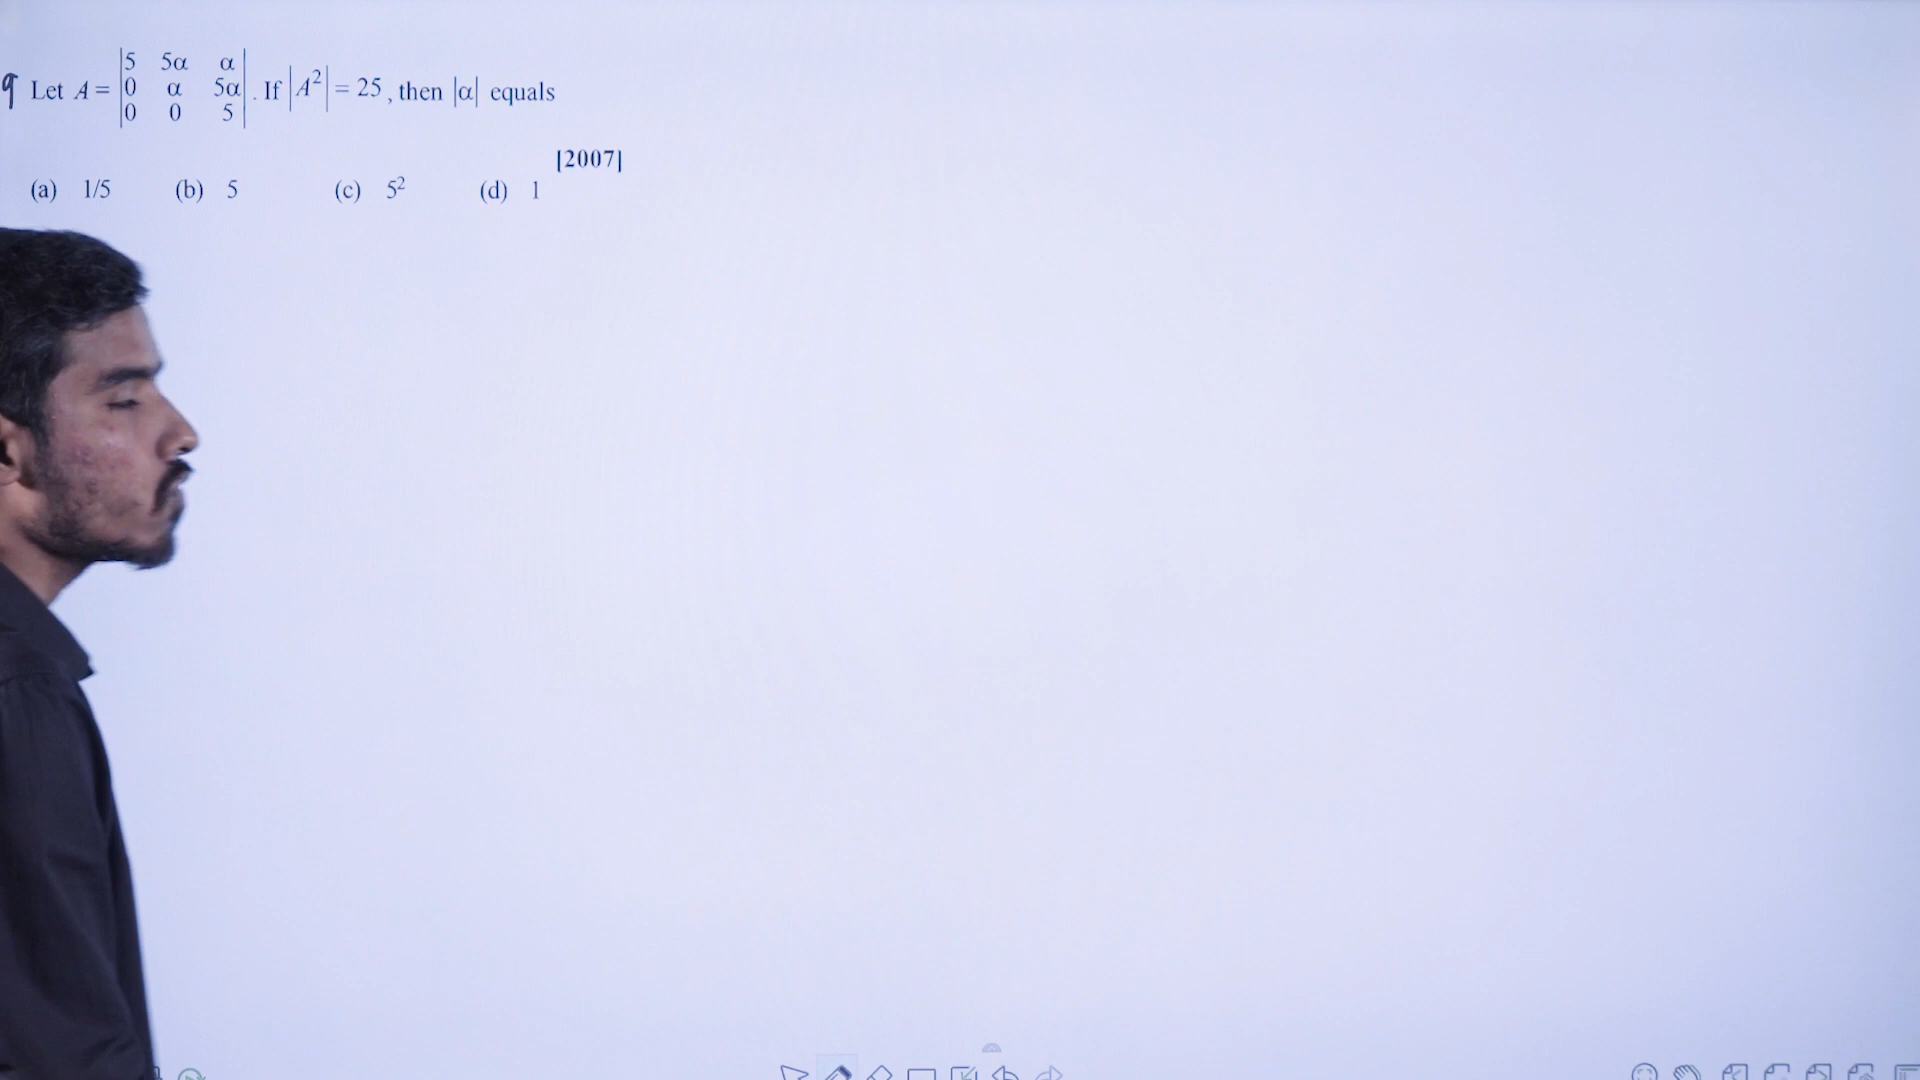 9 Let A = |5 5α α|
|0 α 5α|
|0 0 5| . If |A²| = 25, then |α| equals
[2007]
(a) 1/5 (b) 5 (c) 5² (d) 1